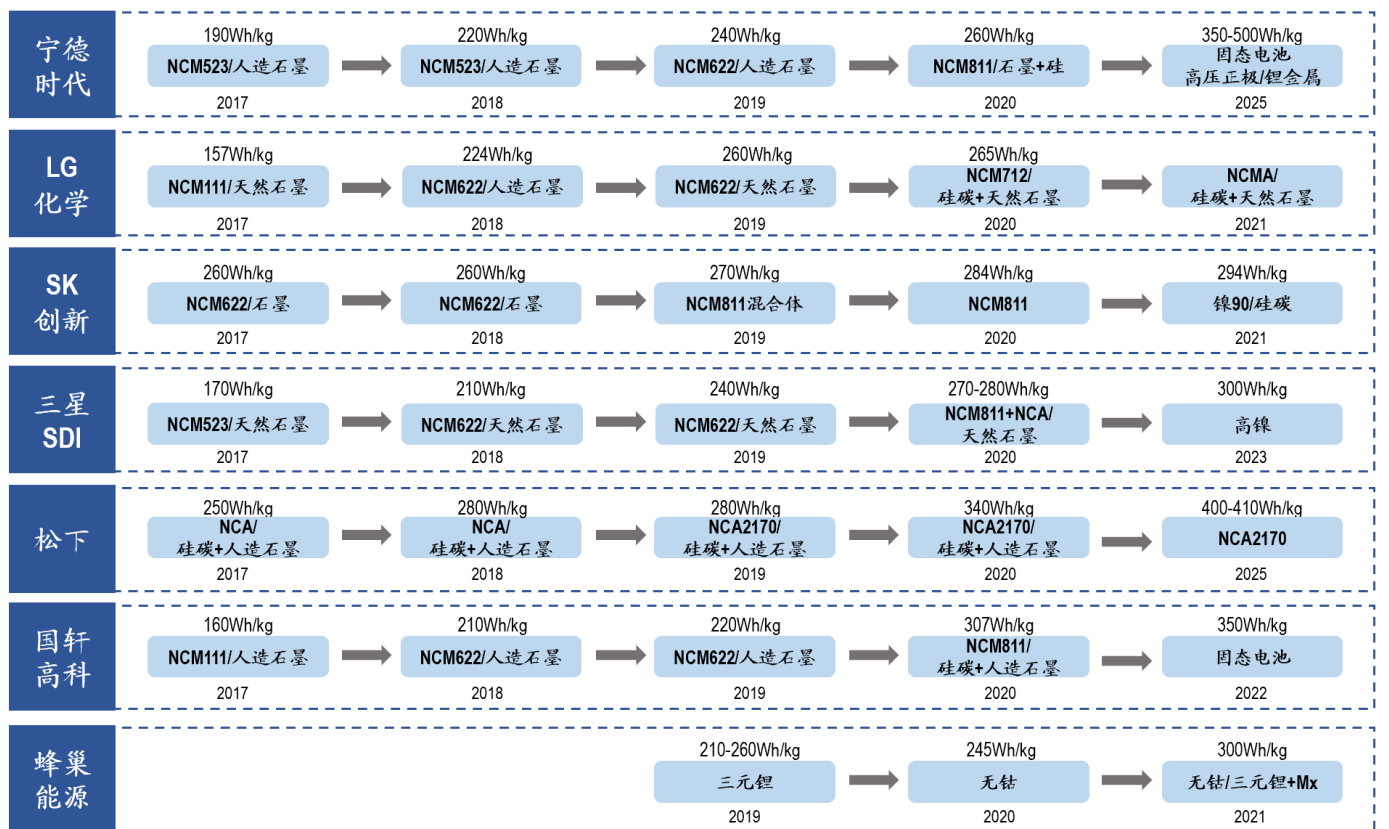 宁德
时代
190Wh/kg
NCM523/人造石墨
2017
220Wh/kg
NCM523/人造石墨
2018
240Wh/kg
NCM622/人造石墨
2019
260Wh/kg
NCM811/石墨+硅
2020
350-500Wh/kg
固态电池
高压正极/钽金属
2025
LG
化学
157Wh/kg
NCM111/天然石墨
2017
224Wh/kg
NCM622/人造石墨
2018
260Wh/kg
NCM622/天然石墨
2019
265Wh/kg
NCM712/
硅碳+天然石墨
2020
NCMA/
硅碳+天然石墨
2021
SK
创新
260Wh/kg
NCM622/石墨
2017
260Wh/kg
NCM622/石墨
2018
270Wh/kg
NCM811混合体
2019
284Wh/kg
NCM811
2020
294Wh/kg
镍90/硅碳
2021
三星
SDI
170Wh/kg
NCM523/天然石墨
2017
210Wh/kg
NCM622/天然石墨
2018
240Wh/kg
NCM622/天然石墨
2019
270-280Wh/kg
NCM811+NCA/
天然石墨
2020
300Wh/kg
高镍
2023
松下
250Wh/kg
NCA/
硅碳+人造石墨
2017
280Wh/kg
NCA/
硅碳+人造石墨
2018
280Wh/kg
NCA2170/
硅碳+人造石墨
2019
340Wh/kg
NCA2170/
硅碳+人造石墨
2020
400-410Wh/kg
NCA2170
2025
国轩
高科
160Wh/kg
NCM111/人造石墨
2017
210Wh/kg
NCM622/人造石墨
2018
220Wh/kg
NCM622/人造石墨
2019
307Wh/kg
NCM811/
硅碳+人造石墨
2020
350Wh/kg
固态电池
2022
蜂巢
能源
210-260Wh/kg
三元钽
2019
245Wh/kg
无钴
2020
300Wh/kg
无钴/三元钽+Mx
2021